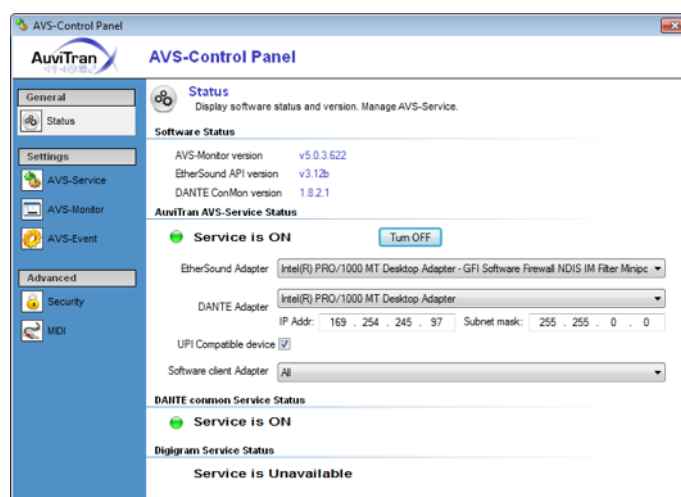 AVS-Control Panel
AuviTran
AVS-Control Panel
General
Status
Settings
AVS-Service
AVS-Monitor
AVS-Event
Advanced
Security
MIDI
Status
Display software status and version. Manage AVS-Service.
Software Status
AVS-Monitor version v5.0.3.622
EtherSound API version v3.12b
DANTE ConMon version 1.8.2.1
AuviTran AVS-Service Status
Service is ON Turn OFF
EtherSound Adapter Intel(R) PRO/1000 MT Desktop Adapter - GFI Software Firewall NDIS IM Filter Minipc
DANTE Adapter Intel(R) PRO/1000 MT Desktop Adapter
IP Addr: 169 . 254 . 245 . 97 Subnet mask: 255 . 255 . 0 . 0
UPI Compatible device
Software client Adapter All
DANTE conmon Service Status
Service is ON
Digigram Service Status
Service is Unavailable